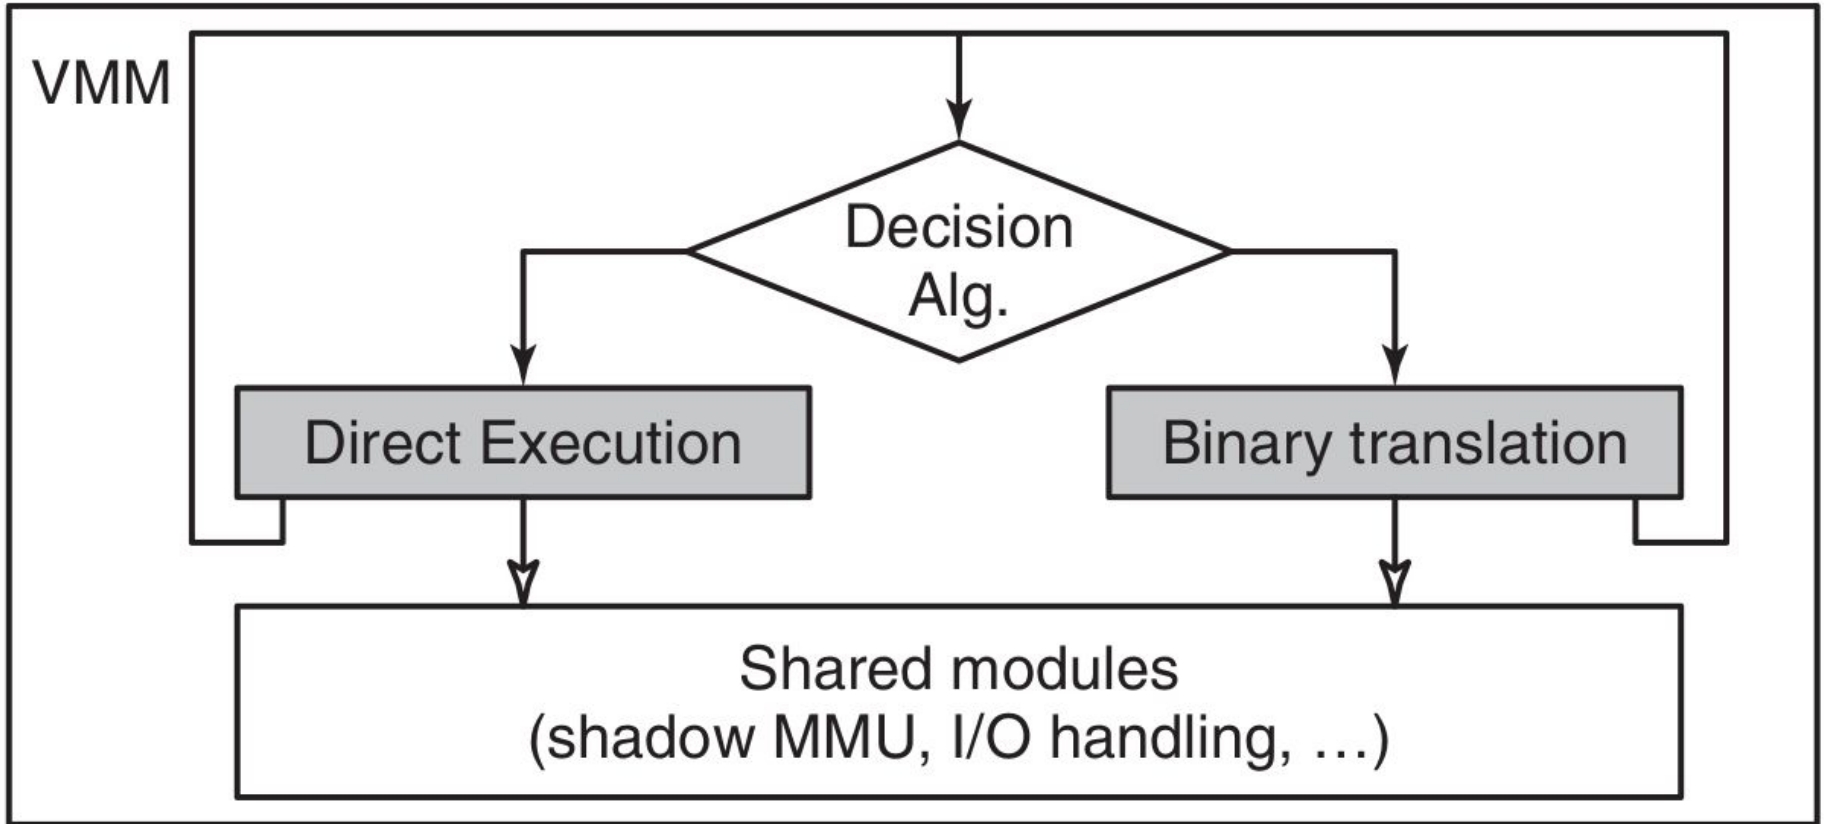 VMM
Decision
Alg.
Direct Execution
Binary translation
Shared modules
(shadow MMU, I/O handling, …)